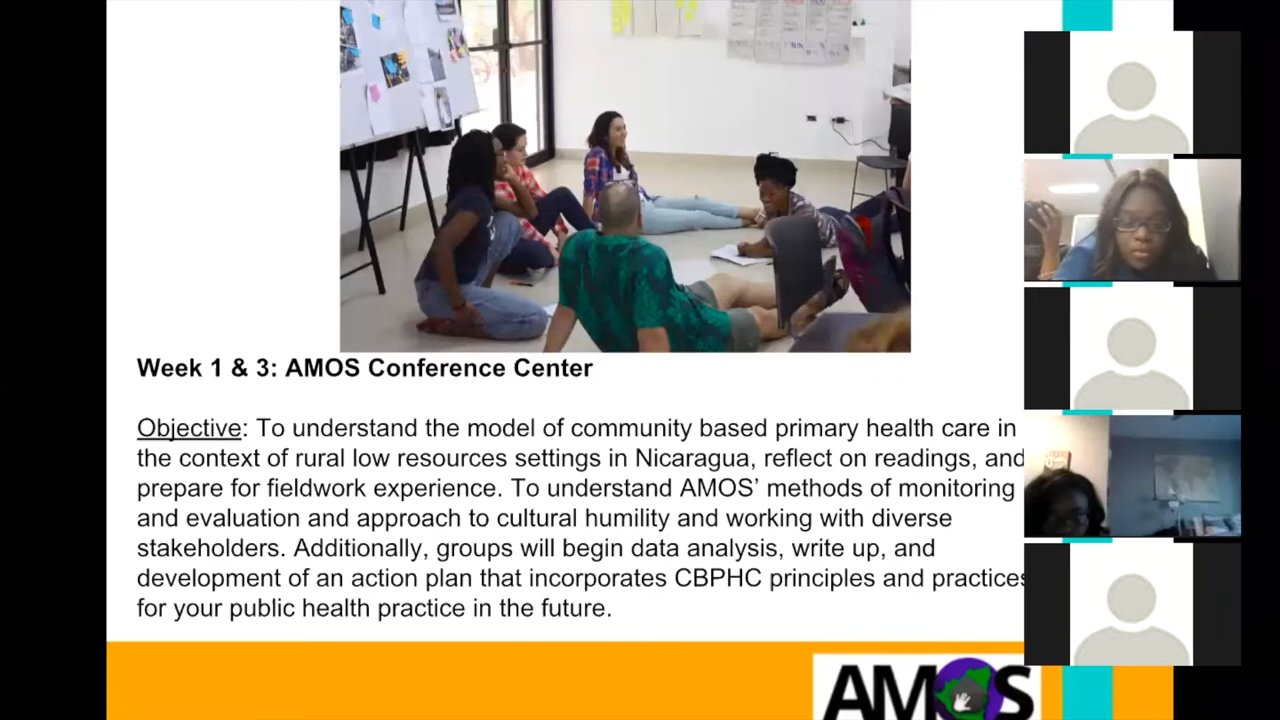 Week 1 & 3: AMOS Conference Center
Objective: To understand the model of community based primary health care in
the context of rural low resources settings in Nicaragua, reflect on readings, and
prepare for fieldwork experience. To understand AMOS’ methods of monitoring
and evaluation and approach to cultural humility and working with diverse
stakeholders. Additionally, groups will begin data analysis, write up, and
development of an action plan that incorporates CBPHC principles and practices
for your public health practice in the future.
AMOS